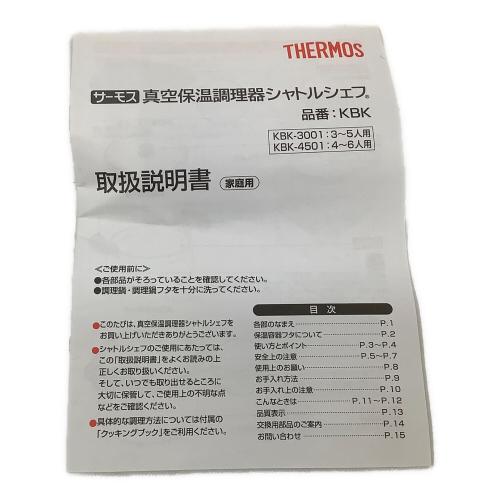 THERMOS
サーモス 真空保温調理器シャトルシェフ®
品番：KBK
KBK-3001：3～5人用
KBK-4501：4～6人用
取扱説明書 家庭用
＜ご使用前に＞
●各部品がそろっていることを確認してください。
●調理鍋・調理鍋フタを十分に洗ってください。
●このたびは、真空保温調理器シャトルシェフを
お買い上げいただきありがとうございます。
●シャトルシェフのご使用にあたっては、
この「取扱説明書」をよくお読みの上
正しくお取り扱いください。
そして、いつでも取り出せるところに
大切に保管して、ご使用上の不明な点
などをご確認ください。
●具体的な調理方法については付属の
「クッキングブック」をご利用ください。
目次
各部のなまえ P.1
保温容器フタについて P.2
使い方とポイント P.3～P.4
安全上の注意 P.5～P.7
使用上のお願い P.8
お手入れ方法 P.9
お手入れ上の注意 P.10
こんなときは P.11～P.12
品質表示 P.13
交換用部品のご案内 P.14
お問い合わせ P.15